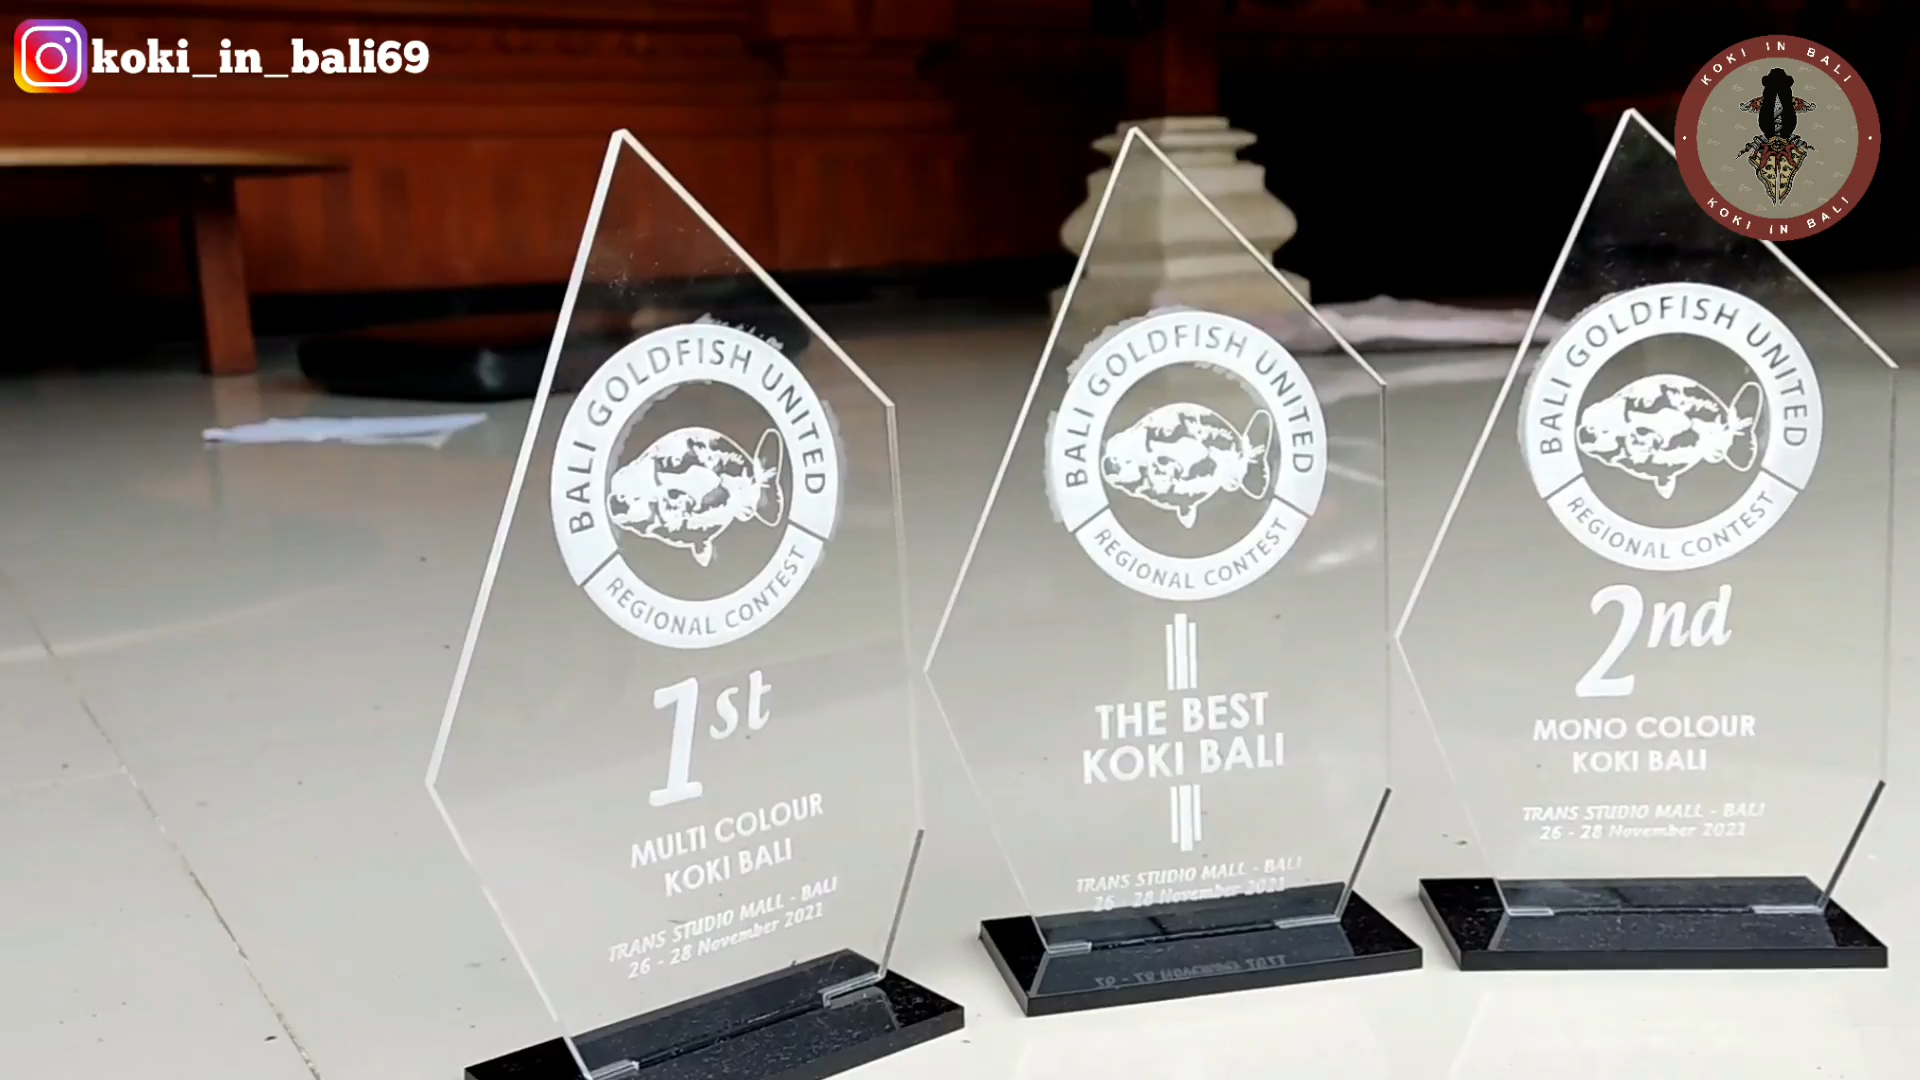 koki_in_bali69
KOKI IN BALI
KOKI IN BALI
BALI GOLDFISH UNITED
REGIONAL CONTEST
1st
MULTI COLOUR
KOKI BALI
TRANS STUDIO MALL - BALI
26 - 28 November 2021
BALI GOLDFISH UNITED
REGIONAL CONTEST
THE BEST
KOKI BALI
TRANS STUDIO MALL - BALI
26 - 28 November 2021
BALI GOLDFISH UNITED
REGIONAL CONTEST
2nd
MONO COLOUR
KOKI BALI
TRANS STUDIO MALL - BALI
26 - 28 November 2021